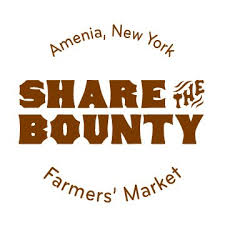 Amenia, New York
SHARE THE
BOUNTY
Farmers' Market